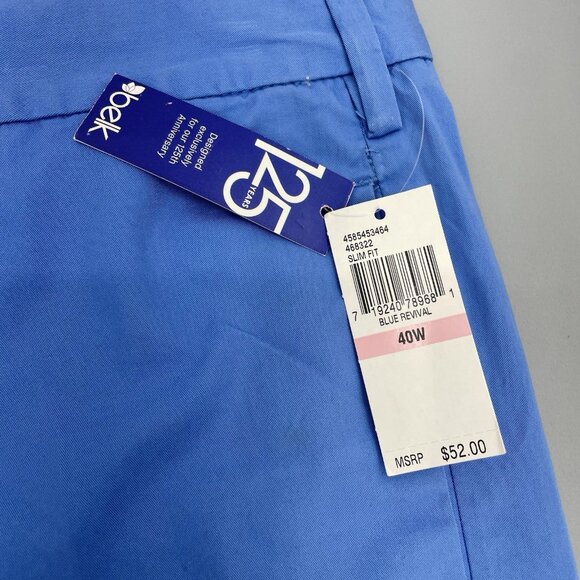 belk
Designed
exclusively
for our 125th
Anniversary
125
YEARS
4585453464
468322
SLIM FIT
7 19240 78968 1
BLUE REVIVAL
40W
MSRP $52.00